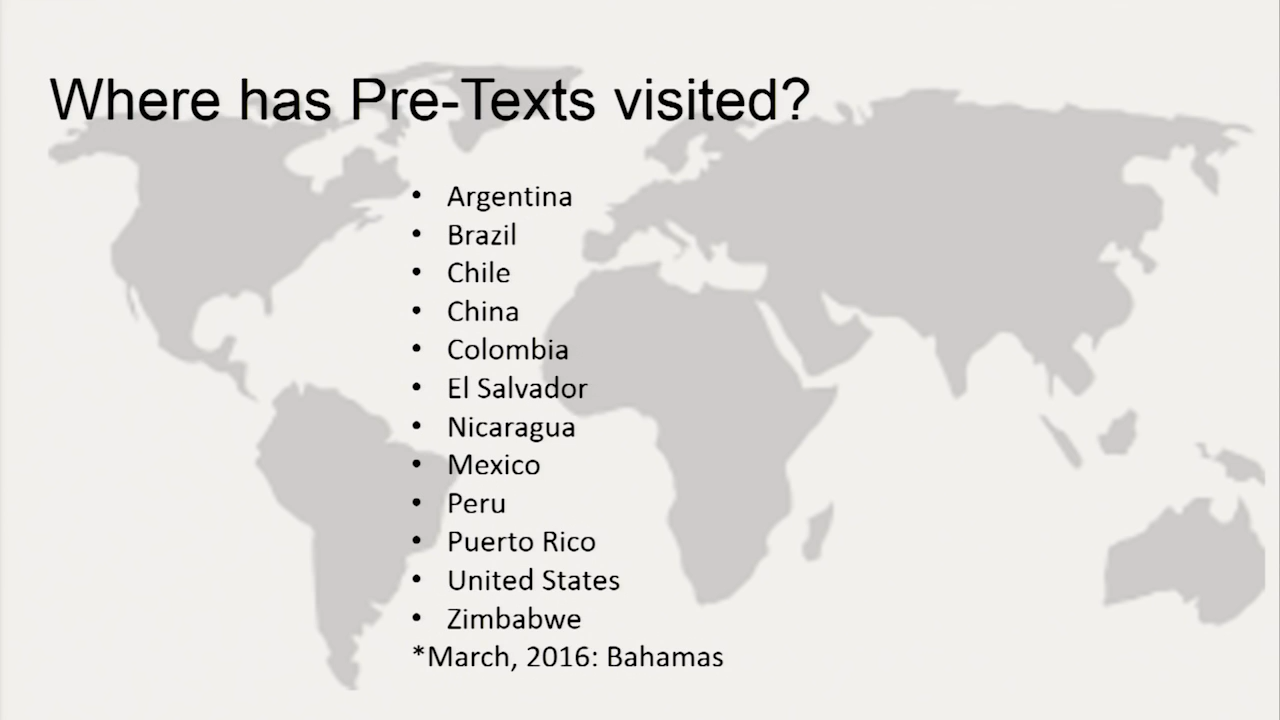 Where has Pre-Texts visited?
• Argentina
• Brazil
• Chile
• China
• Colombia
• El Salvador
• Nicaragua
• Mexico
• Peru
• Puerto Rico
• United States
• Zimbabwe
*March, 2016: Bahamas